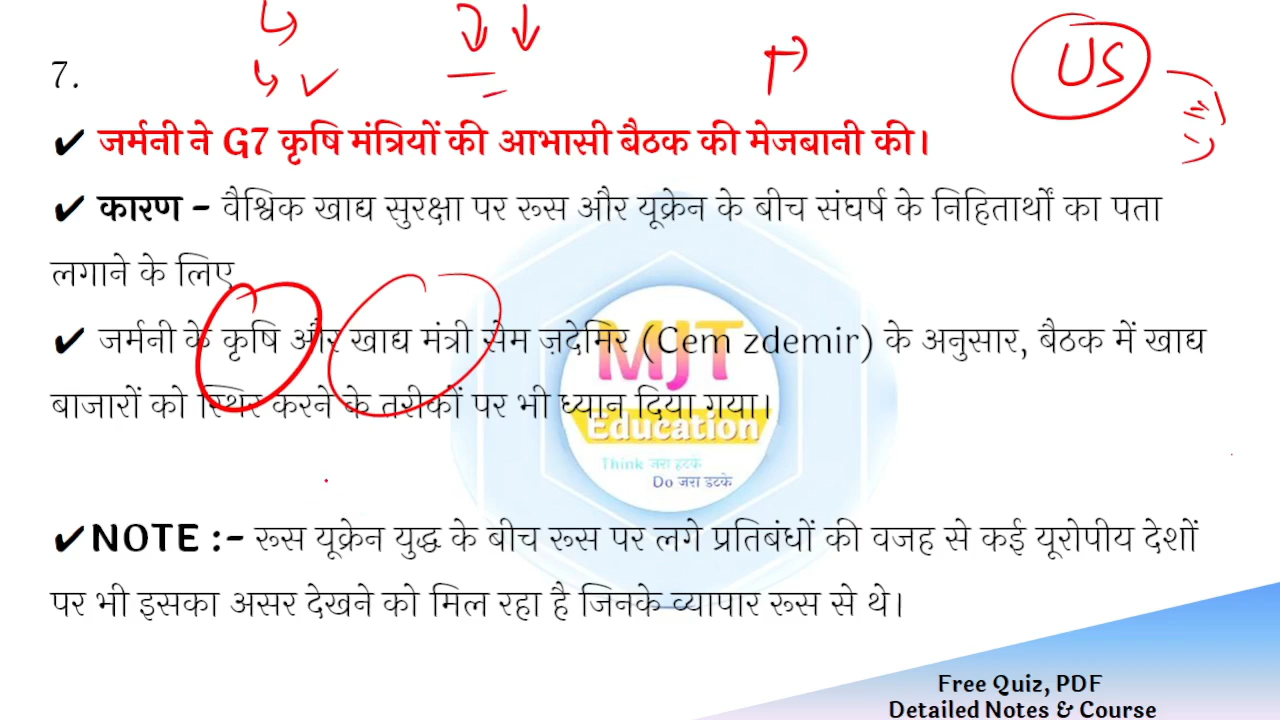 US
7.
✔ जर्मनी ने G7 कृषि मंत्रियों की आभासी बैठक की मेजबानी की।
✔ कारण – वैश्विक खाद्य सुरक्षा पर रूस और यूक्रेन के बीच संघर्ष के निहितार्थों का पता
लगाने के लिए
✔ जर्मनी के कृषि और खाद्य मंत्री सेम ज़देमिर (Cem zdemir) के अनुसार, बैठक में खाद्य
बाजारों को स्थिर करने के तरीकों पर भी ध्यान दिया गया।
MJT
Education
Think जरा हटके
Do जरा डटके
✔NOTE :- रूस यूक्रेन युद्ध के बीच रूस पर लगे प्रतिबंधों की वजह से कई यूरोपीय देशों
पर भी इसका असर देखने को मिल रहा है जिनके व्यापार रूस से थे।
Free Quiz, PDF
Detailed Notes & Course